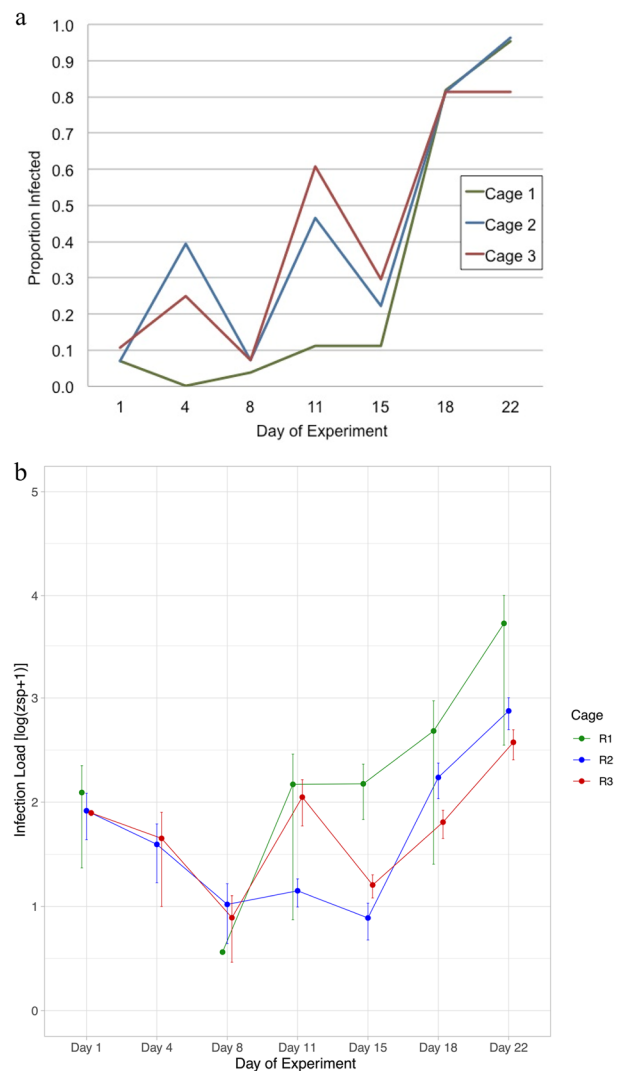 a
1.0
0.9
0.8
0.7
0.6
0.5
0.4
0.3
0.2
0.1
0.0
Proportion Infected
Cage 1
Cage 2
Cage 3
1 4 8 11 15 18 22
Day of Experiment
b
5
4
3
2
1
0
Infection Load [log(zsp+1)]
Cage
R1
R2
R3
Day 1 Day 4 Day 8 Day 11 Day 15 Day 18 Day 22
Day of Experiment